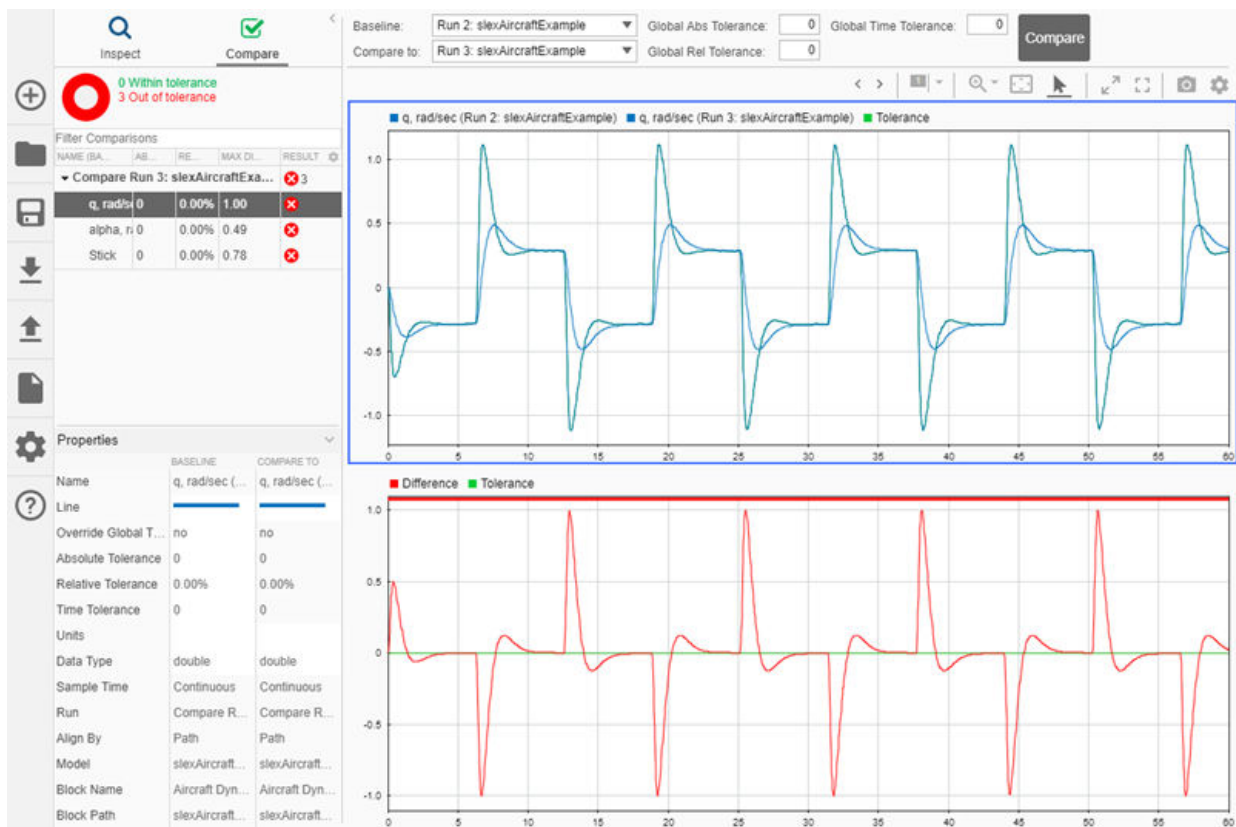 Inspect
Compare
0 Within tolerance
3 Out of tolerance
Filter Comparisons
NAME (BA... AB... RE... MAX DI... RESULT
Compare Run 3: slexAircraftExa... 3
q, rad/s 0 0.00% 1.00
alpha, r 0 0.00% 0.49
Stick 0 0.00% 0.78
Properties
BASELINE COMPARE TO
Name q, rad/sec (... q, rad/sec (...
Line
Override Global T... no no
Absolute Tolerance 0 0
Relative Tolerance 0.00% 0.00%
Time Tolerance 0 0
Units
Data Type double double
Sample Time Continuous Continuous
Run Compare R... Compare R...
Align By Path Path
Model slexAircraft... slexAircraft...
Block Name Aircraft Dyn... Aircraft Dyn...
Block Path slexAircraft... slexAircraft...
Baseline: Run 2: slexAircraftExample Global Abs Tolerance: 0 Global Time Tolerance: 0
Compare to: Run 3: slexAircraftExample Global Rel Tolerance: 0
Compare
1
q, rad/sec (Run 2: slexAircraftExample) q, rad/sec (Run 3: slexAircraftExample) Tolerance
1.0
0.5
0
-0.5
-1.0
0 5 10 15 20 25 30 35 40 45 50 55 60
Difference Tolerance
1.0
0.5
0
-0.5
-1.0
0 5 10 15 20 25 30 35 40 45 50 55 60